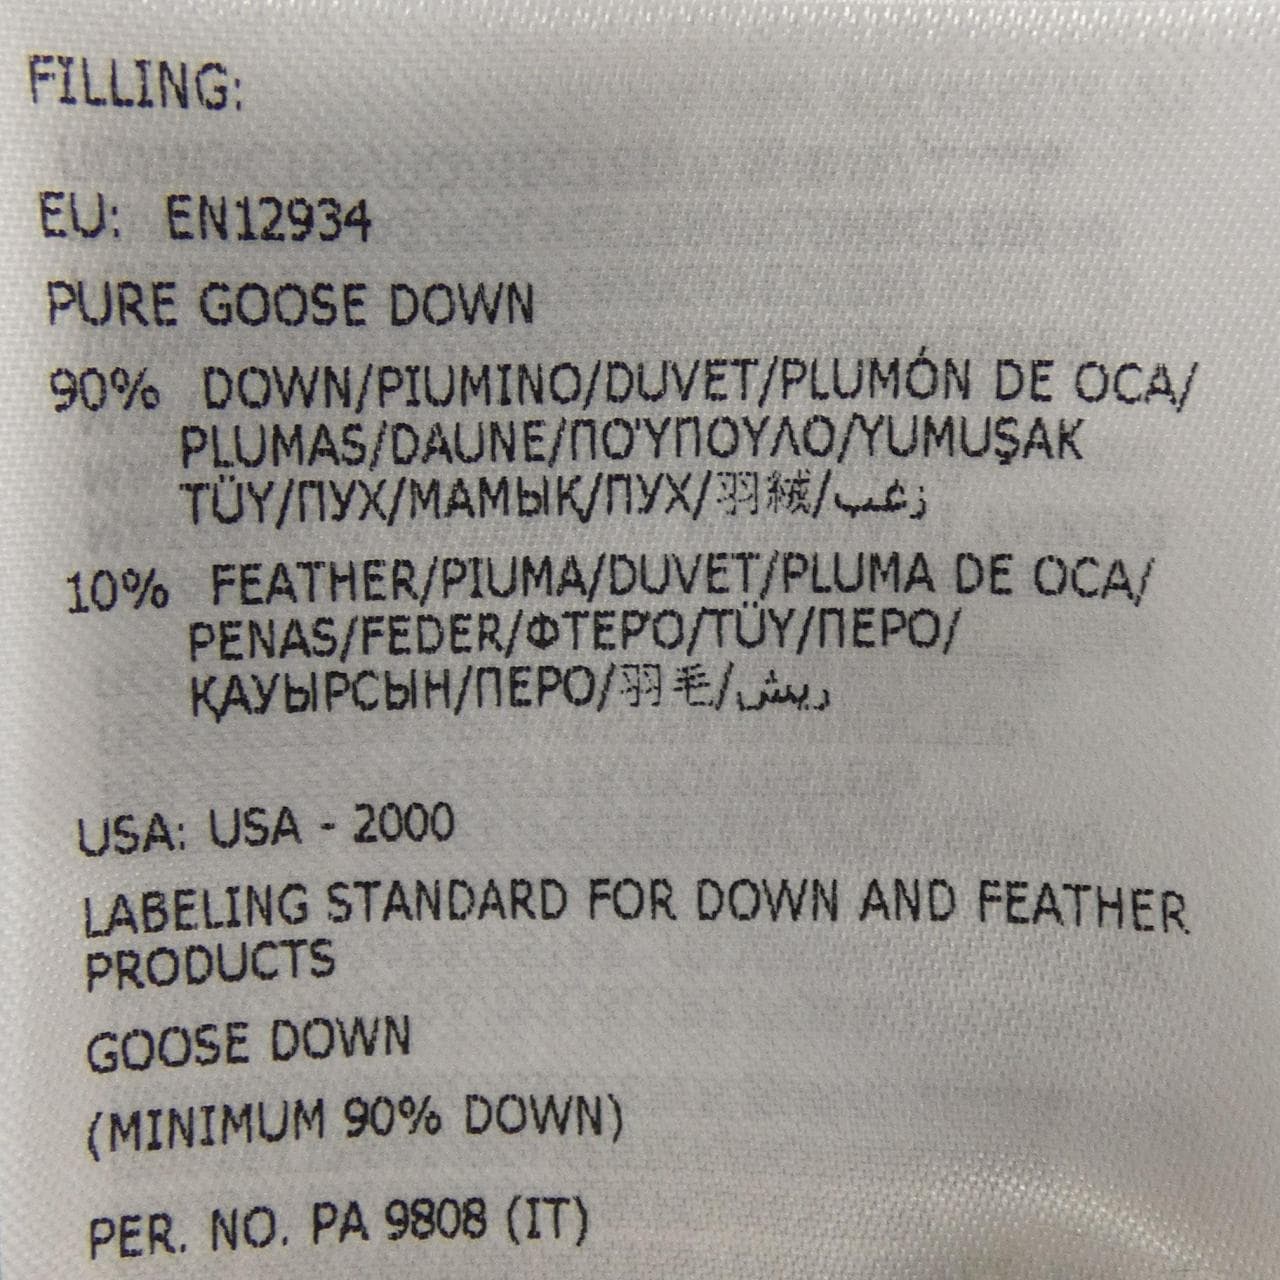 FILLING:
EU: EN12934
PURE GOOSE DOWN
90% DOWN/PIUMINO/DUVET/PLUMÓN DE OCA/
PLUMAS/DAUNE/ΠΟ'ΥΠΟΥΛΟ/YUMUŞAK
TÜY/ПУХ/МАМЫҚ/ПУХ/羽絨/زغب
10% FEATHER/PIUMA/DUVET/PLUMA DE OCA/
PENAS/FEDER/ΦΤΕΡ'Ο/TÜY/ПЕРО/
ҚАУЫРСЫН/ПЕРО/羽毛/ريش
USA: USA - 2000
LABELING STANDARD FOR DOWN AND FEATHER
PRODUCTS
GOOSE DOWN
(MINIMUM 90% DOWN)
PER. NO. PA 9808 (IT)